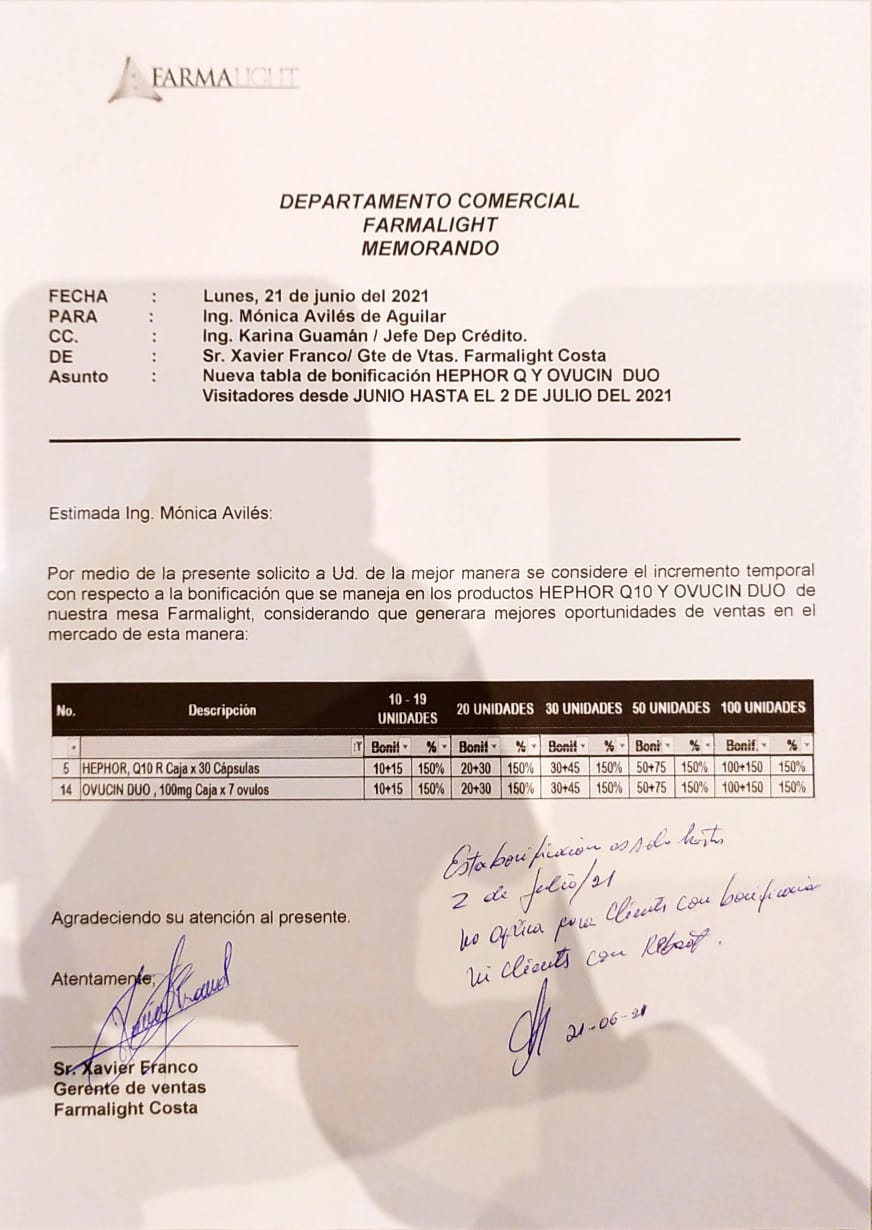 FARMALIGHT
DEPARTAMENTO COMERCIAL
FARMALIGHT
MEMORANDO
FECHA : Lunes, 21 de junio del 2021
PARA : Ing. Mónica Avilés de Aguilar
CC. : Ing. Karina Guamán / Jefe Dep Crédito.
DE : Sr. Xavier Franco/ Gte de Vtas. Farmalight Costa
Asunto : Nueva tabla de bonificación HEPHOR Q Y OVUCIN DUO
Visitadores desde JUNIO HASTA EL 2 DE JULIO DEL 2021
Estimada Ing. Mónica Avilés:
Por medio de la presente solicito a Ud. de la mejor manera se considere el incremento temporal
con respecto a la bonificación que se maneja en los productos HEPHOR Q10 Y OVUCIN DUO de
nuestra mesa Farmalight, considerando que generara mejores oportunidades de ventas en el
mercado de esta manera:
No. Descripción 10 - 19 UNIDADES 20 UNIDADES 30 UNIDADES 50 UNIDADES 100 UNIDADES
Bonif % Bonif % Bonif % Boni % Bonif. %
5 HEPHOR, Q10 R Caja x 30 Cápsulas 10+15 150% 20+30 150% 30+45 150% 50+75 150% 100+150 150%
14 OVUCIN DUO , 100mg Caja x 7 ovulos 10+15 150% 20+30 150% 30+45 150% 50+75 150% 100+150 150%
Esta bonificacion es solo hasta
2 de Julio/21
No aplica para clients con bonificacion
ni clients con
21-06-21
Agradeciendo su atención al presente.
Atentamente;
Sr. Xavier Franco
Gerente de ventas
Farmalight Costa